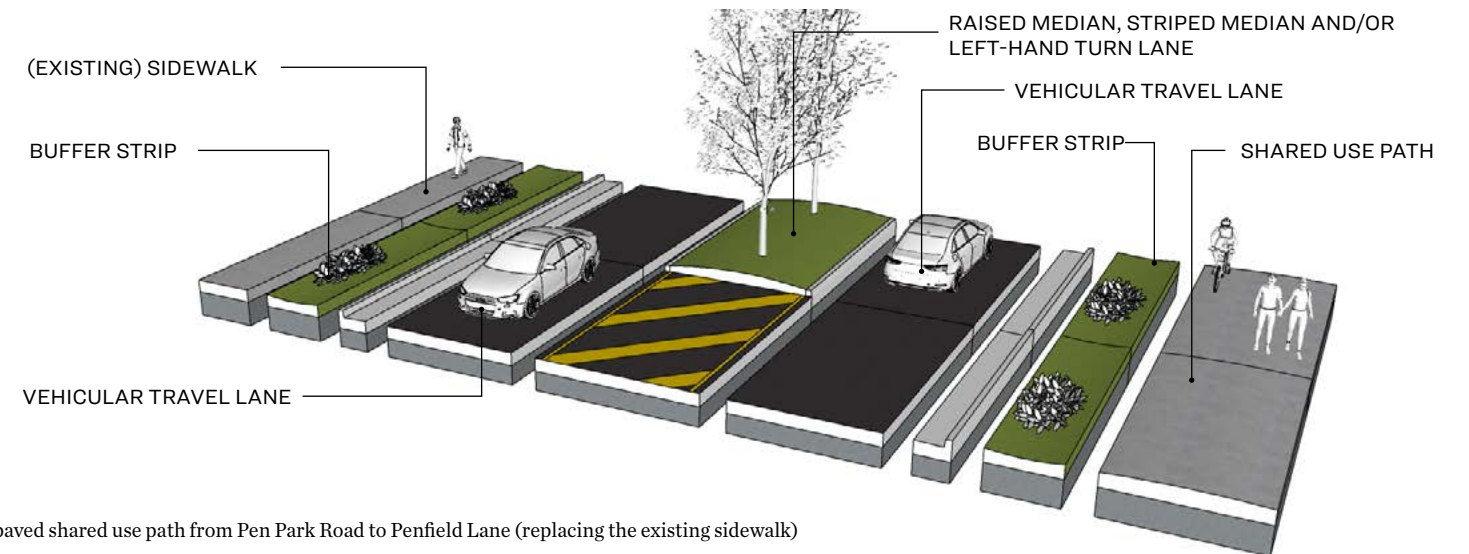 RAISED MEDIAN, STRIPED MEDIAN AND/OR
LEFT-HAND TURN LANE
(EXISTING) SIDEWALK
VEHICULAR TRAVEL LANE
BUFFER STRIP
BUFFER STRIP
SHARED USE PATH
VEHICULAR TRAVEL LANE
paved shared use path from Pen Park Road to Penfield Lane (replacing the existing sidewalk)